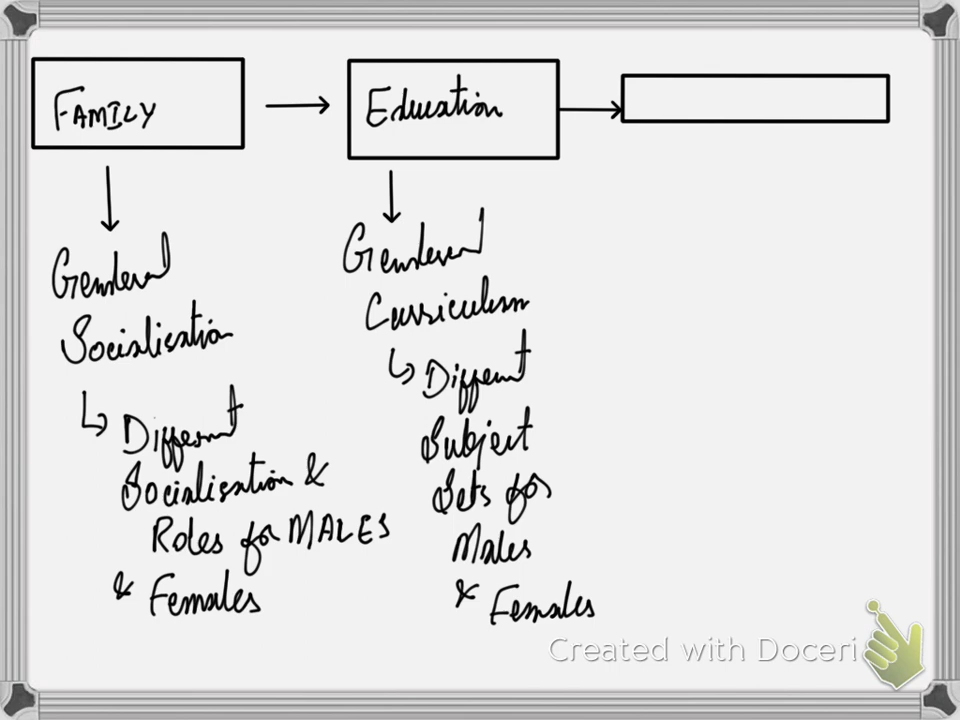 FAMILY
Education
Gendered
Socialisation
↳ Different
Socialisation &
Roles for MALES
& Females
Gendered
Curriculum
↳ Different
Subject
Sets for
Males
& Females
Created with Doceri